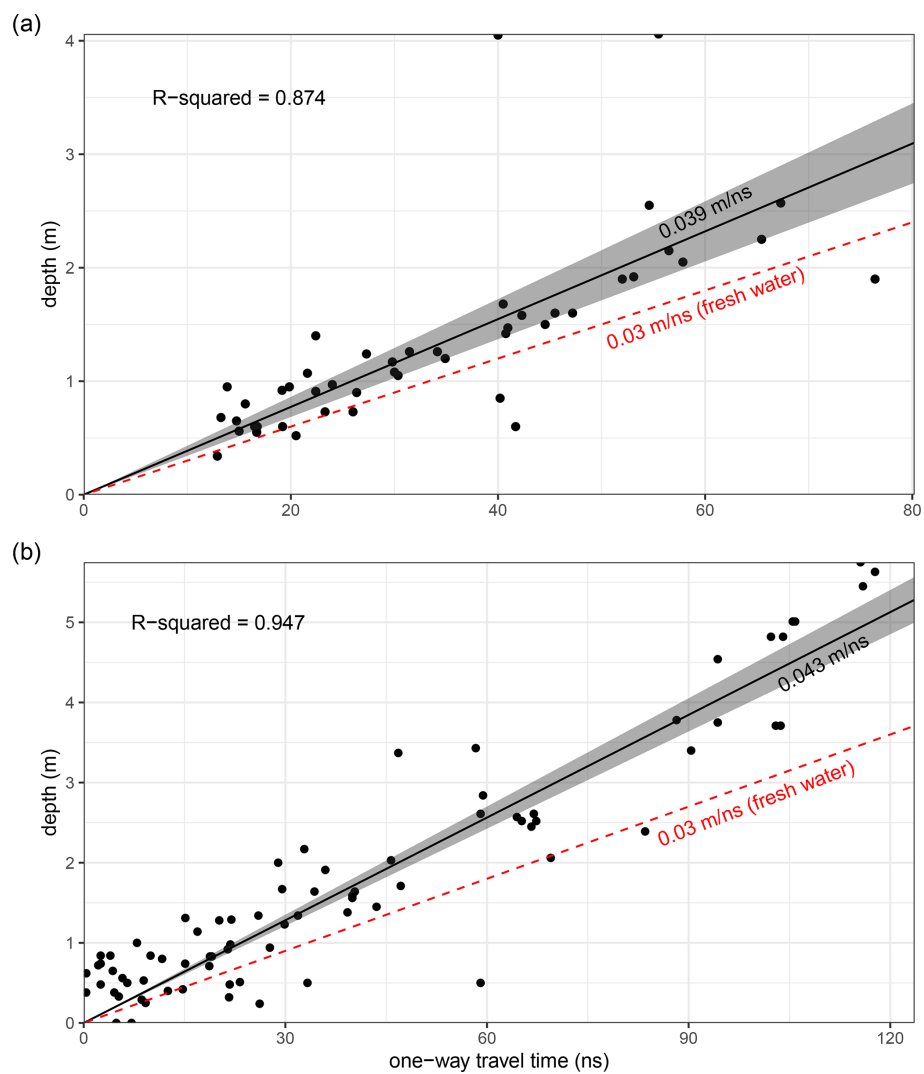 (a)
4
R−squared = 0.874
3
0.039 m/ns
depth (m)
2
0.03 m/ns (fresh water)
1
0
0
20
40
60
80
(b)
R−squared = 0.947
5
0.043 m/ns
4
depth (m)
3
0.03 m/ns (fresh water)
2
1
0
0
30
60
90
120
one−way travel time (ns)